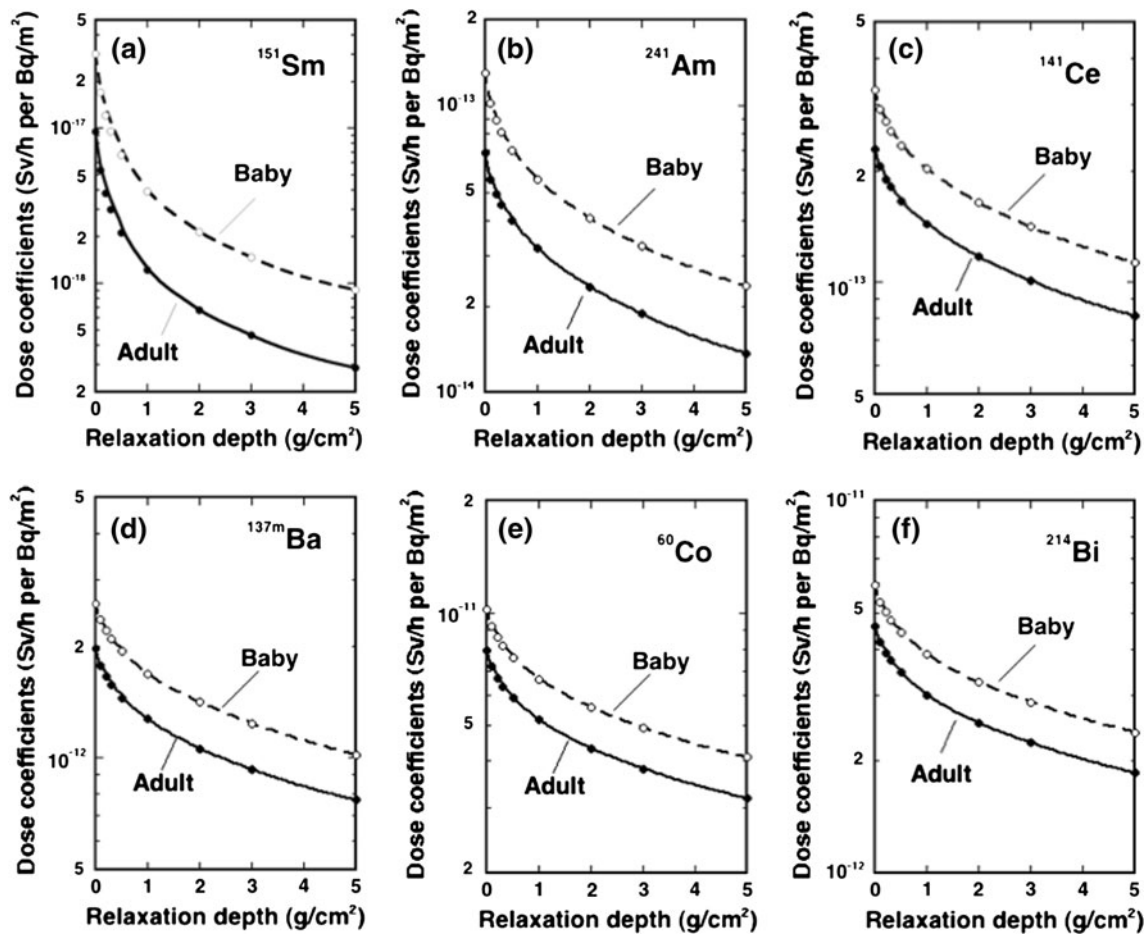 (a) ¹⁵¹Sm
Dose coefficients (Sv/h per Bq/m²)
5
2
10⁻¹⁷
5
2
10⁻¹⁸
5
2
Baby
Adult
0 1 2 3 4 5
Relaxation depth (g/cm²)
(b) ²⁴¹Am
Dose coefficients (Sv/h per Bq/m²)
2
10⁻¹³
5
2
10⁻¹⁴
Baby
Adult
0 1 2 3 4 5
Relaxation depth (g/cm²)
(c) ¹⁴¹Ce
Dose coefficients (Sv/h per Bq/m²)
5
2
10⁻¹³
5
Baby
Adult
0 1 2 3 4 5
Relaxation depth (g/cm²)
(d) ¹³⁷ᵐBa
Dose coefficients (Sv/h per Bq/m²)
5
2
10⁻¹²
5
Baby
Adult
0 1 2 3 4 5
Relaxation depth (g/cm²)
(e) ⁶⁰Co
Dose coefficients (Sv/h per Bq/m²)
2
10⁻¹¹
5
2
Baby
Adult
0 1 2 3 4 5
Relaxation depth (g/cm²)
(f) ²¹⁴Bi
Dose coefficients (Sv/h per Bq/m²)
10⁻¹¹
5
2
10⁻¹²
Baby
Adult
0 1 2 3 4 5
Relaxation depth (g/cm²)